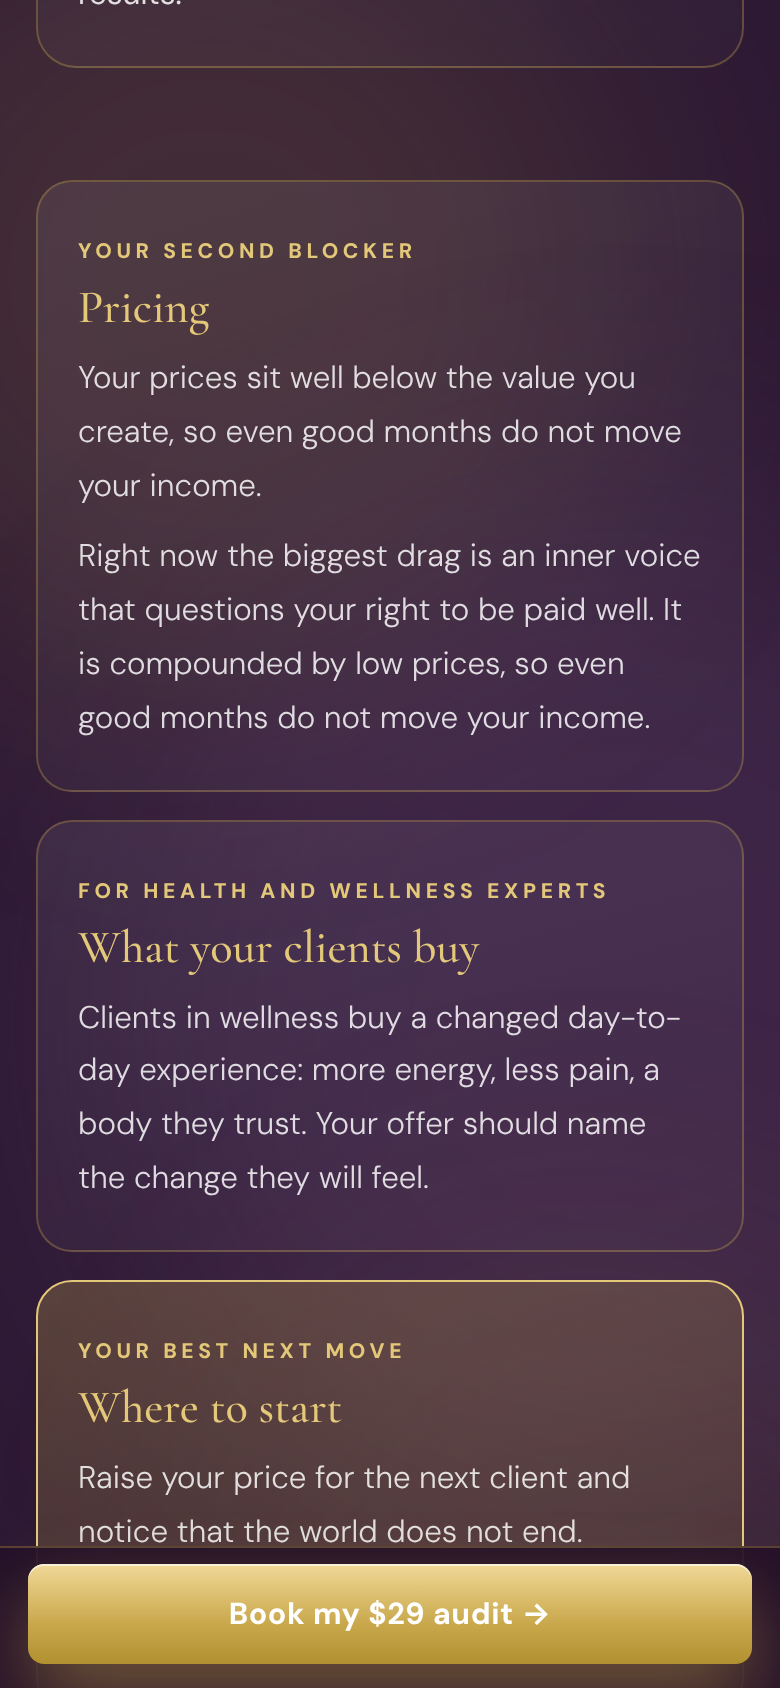 results.
YOUR SECOND BLOCKER
Pricing
Your prices sit well below the value you
create, so even good months do not move
your income.
Right now the biggest drag is an inner voice
that questions your right to be paid well. It
is compounded by low prices, so even
good months do not move your income.
FOR HEALTH AND WELLNESS EXPERTS
What your clients buy
Clients in wellness buy a changed day-to-
day experience: more energy, less pain, a
body they trust. Your offer should name
the change they will feel.
YOUR BEST NEXT MOVE
Where to start
Raise your price for the next client and
notice that the world does not end.
Book my $29 audit →